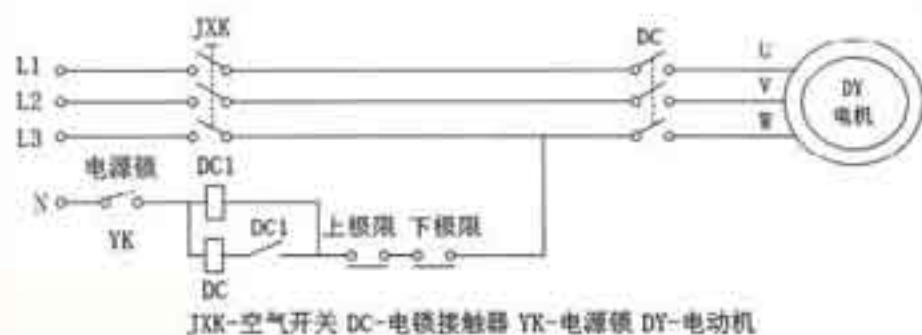 JXK
DC
L1
U
L2
V
DY
电机
L3
W
电源锁
DC1
N
DC1
上极限 下极限
YK
DC
JXK-空气开关 DC-电锁接触器 YK-电源锁 DY-电动机